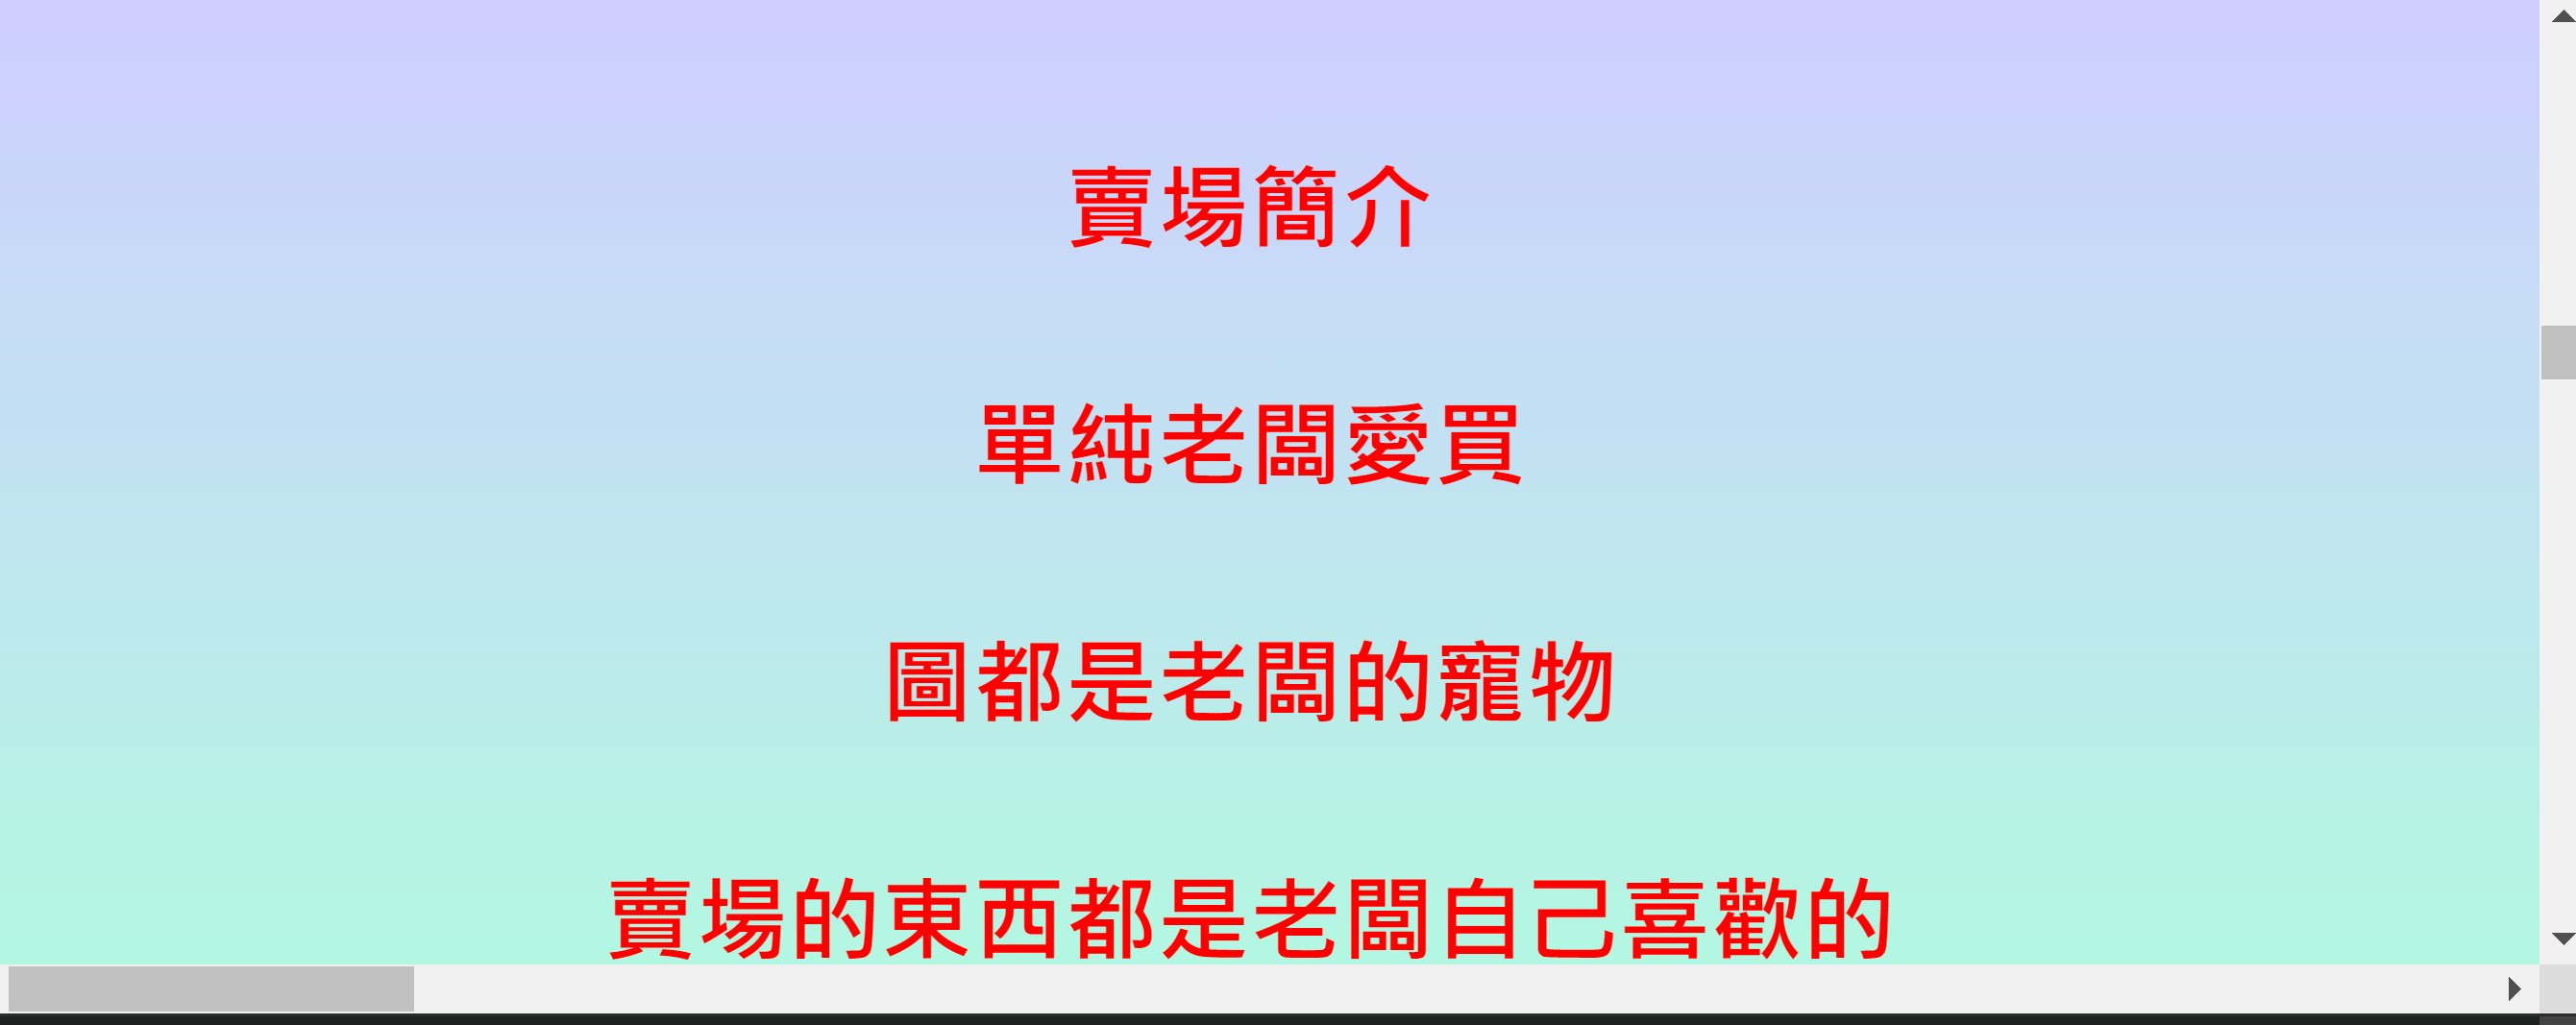 賣場簡介
單純老闆愛買
圖都是老闆的寵物
賣場的東西都是老闆自己喜歡的